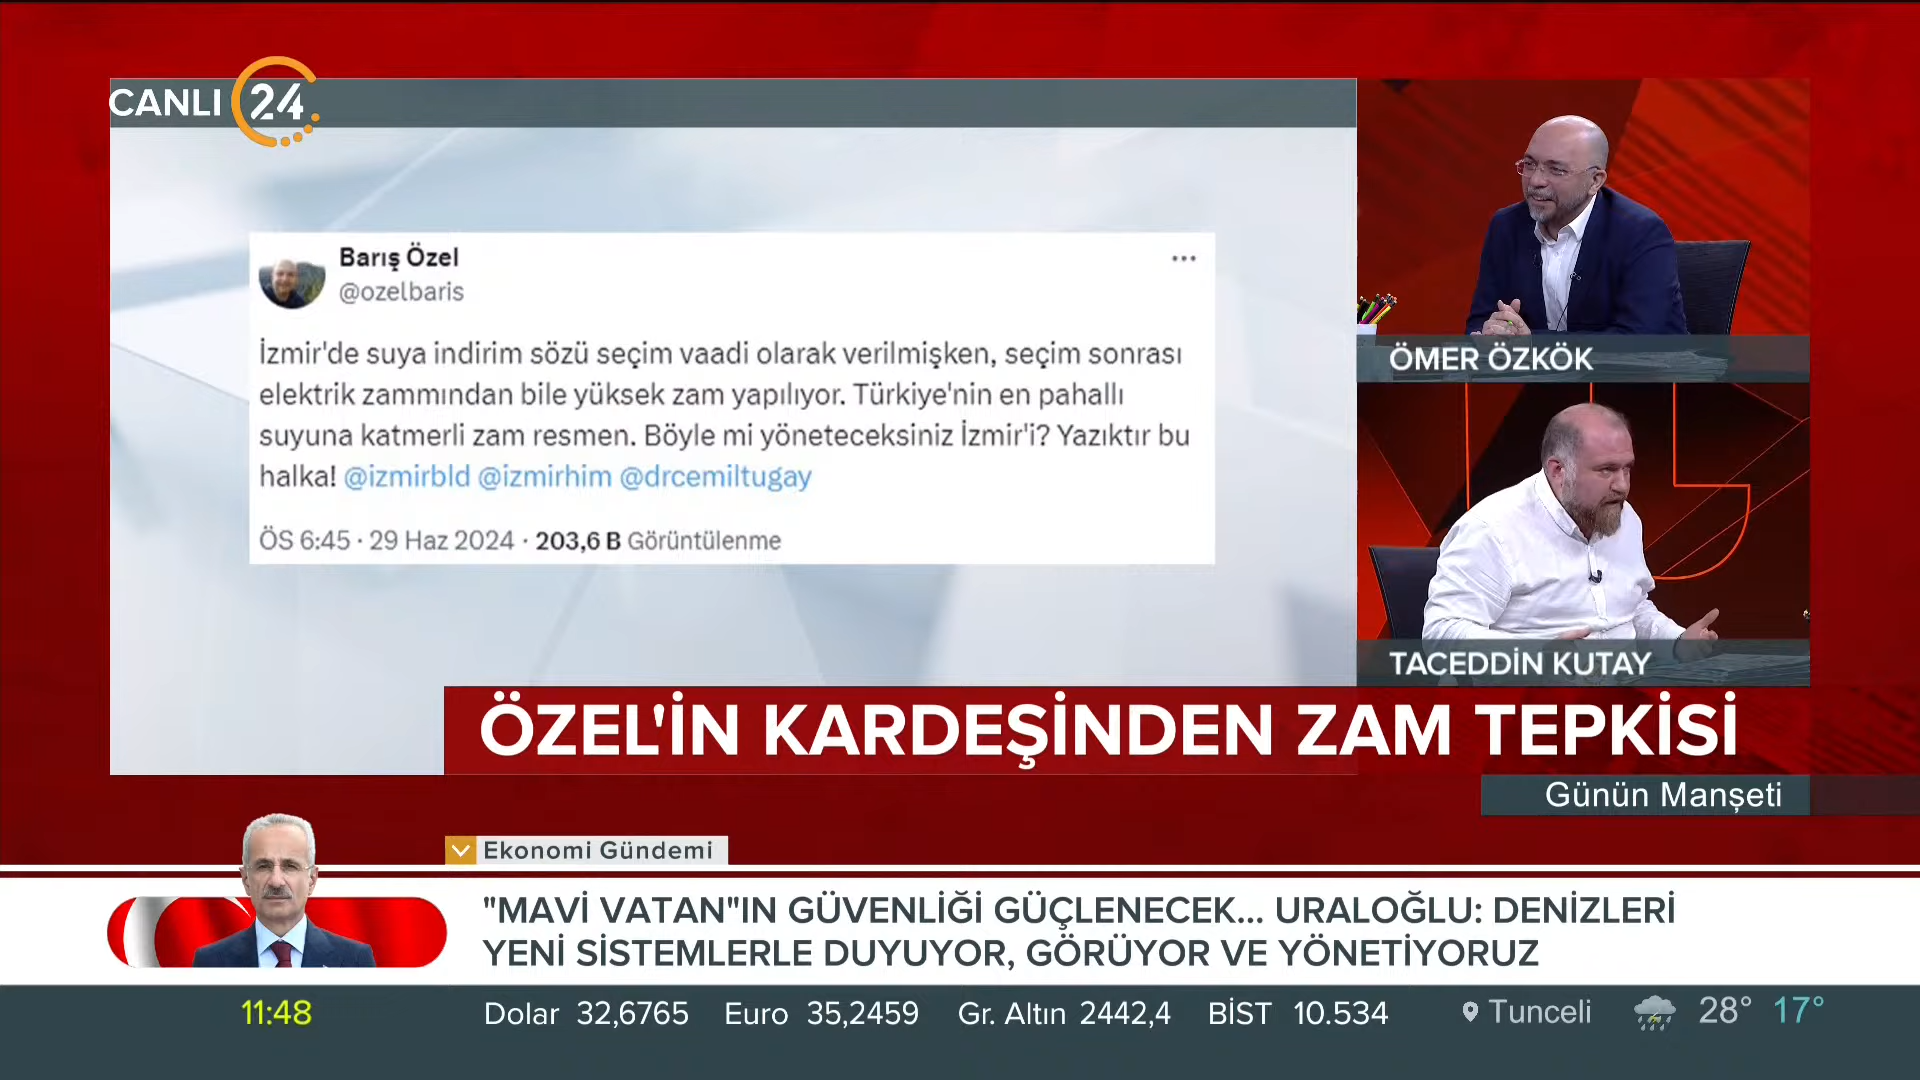 CANLI 24
Barış Özel
@ozelbaris
İzmir'de suya indirim sözü seçim vaadi olarak verilmişken, seçim sonrası
elektrik zammından bile yüksek zam yapılıyor. Türkiye'nin en pahallı
suyuna katmerli zam resmen. Böyle mi yöneteceksiniz İzmir'i? Yazıktır bu
halka! @izmirbld @izmirhim @drcemiltugay
ÖS 6:45 · 29 Haz 2024 · 203,6 B Görüntülenme
ÖMER ÖZKÖK
TACEDDİN KUTAY
ÖZEL'İN KARDEŞİNDEN ZAM TEPKİSİ
Günün Manşeti
Ekonomi Gündemi
"MAVİ VATAN"IN GÜVENLİĞİ GÜÇLENECEK... URALOĞLU: DENİZLERİ
YENİ SİSTEMLERLE DUYUYOR, GÖRÜYOR VE YÖNETİYORUZ
11:48 Dolar 32,6765 Euro 35,2459 Gr. Altın 2442,4 BİST 10.534 Tunceli 28° 17°